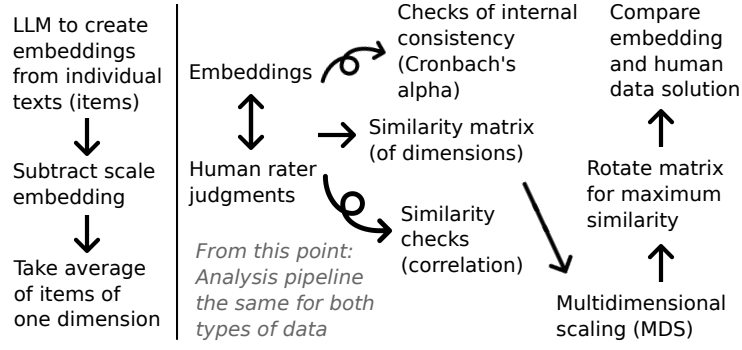 LLM to create
embeddings
from individual
texts (items)
Subtract scale
embedding
Take average
of items of
one dimension
Embeddings
Human rater
judgments
From this point:
Analysis pipeline
the same for both
types of data
Checks of internal
consistency
(Cronbach's
alpha)
Similarity matrix
(of dimensions)
Similarity
checks
(correlation)
Multidimensional
scaling (MDS)
Rotate matrix
for maximum
similarity
Compare
embedding
and human
data solution